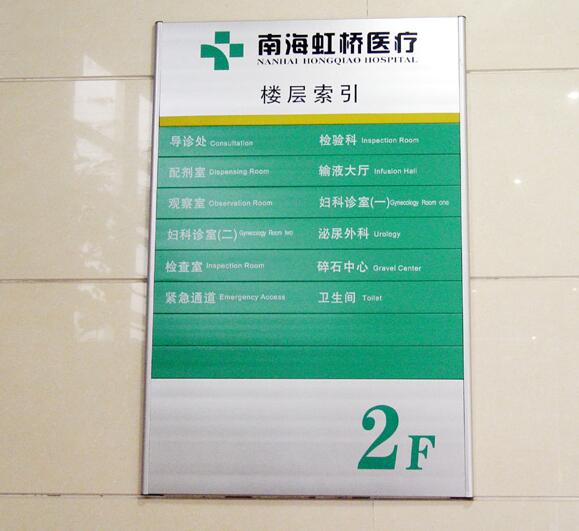 南海虹桥医疗
NANHAI HONGQIAO HOSPITAL
楼层索引
导诊处 Consultation 检验科 Inspection Room
配剂室 Dispensing Room 输液大厅 Infusion Hall
观察室 Observation Room 妇科诊室(一) Gynecology Room one
妇科诊室(二) Gynecology Room two 泌尿外科 Urology
检查室 Inspection Room 碎石中心 Gravel Center
紧急通道 Emergency Access 卫生间 Toilet
2F